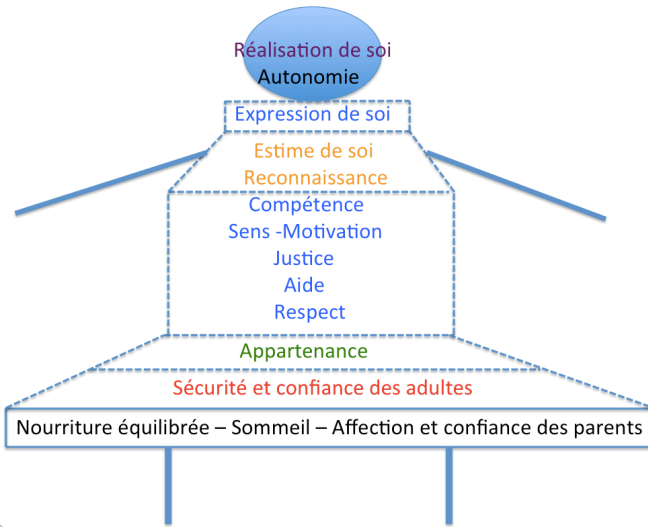 Réalisation de soi
Autonomie
Expression de soi
Estime de soi
Reconnaissance
Compétence
Sens -Motivation
Justice
Aide
Respect
Appartenance
Sécurité et confiance des adultes
Nourriture équilibrée – Sommeil – Affection et confiance des parents